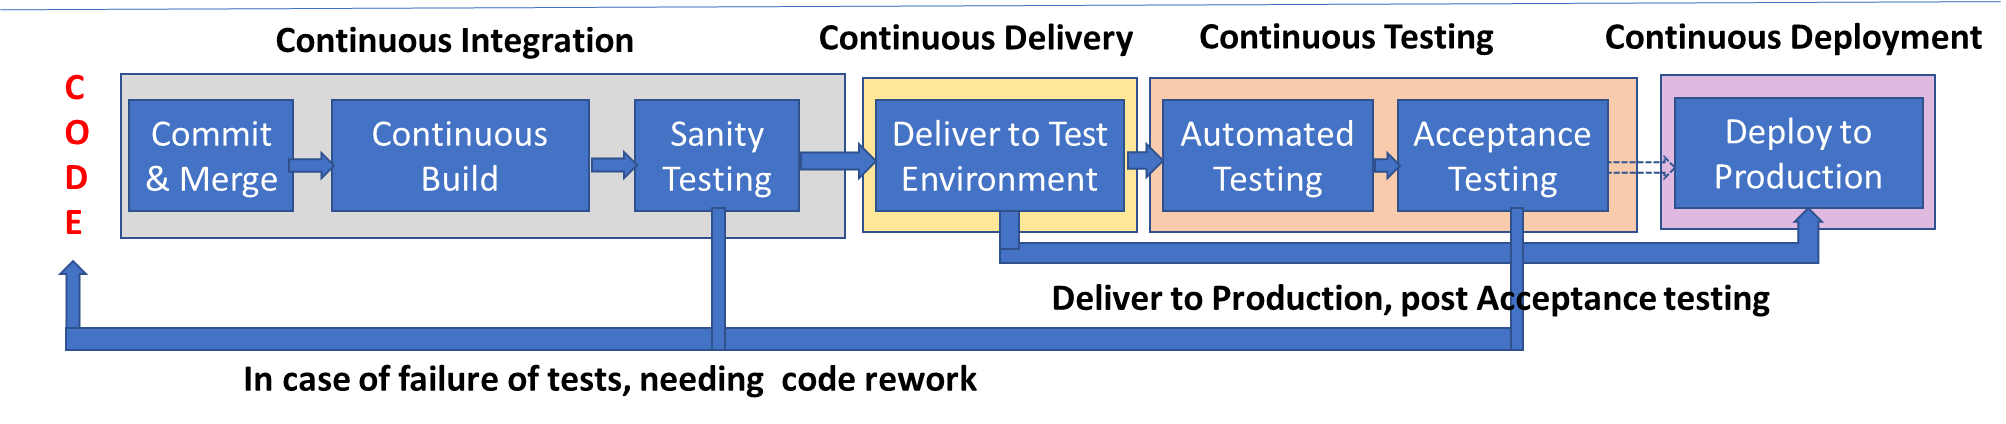 Continuous Integration
Continuous Delivery
Continuous Testing
Continuous Deployment
CODE
Commit
& Merge
Continuous
Build
Sanity
Testing
Deliver to Test
Environment
Automated
Testing
Acceptance
Testing
Deploy to
Production
Deliver to Production, post Acceptance testing
In case of failure of tests, needing  code rework